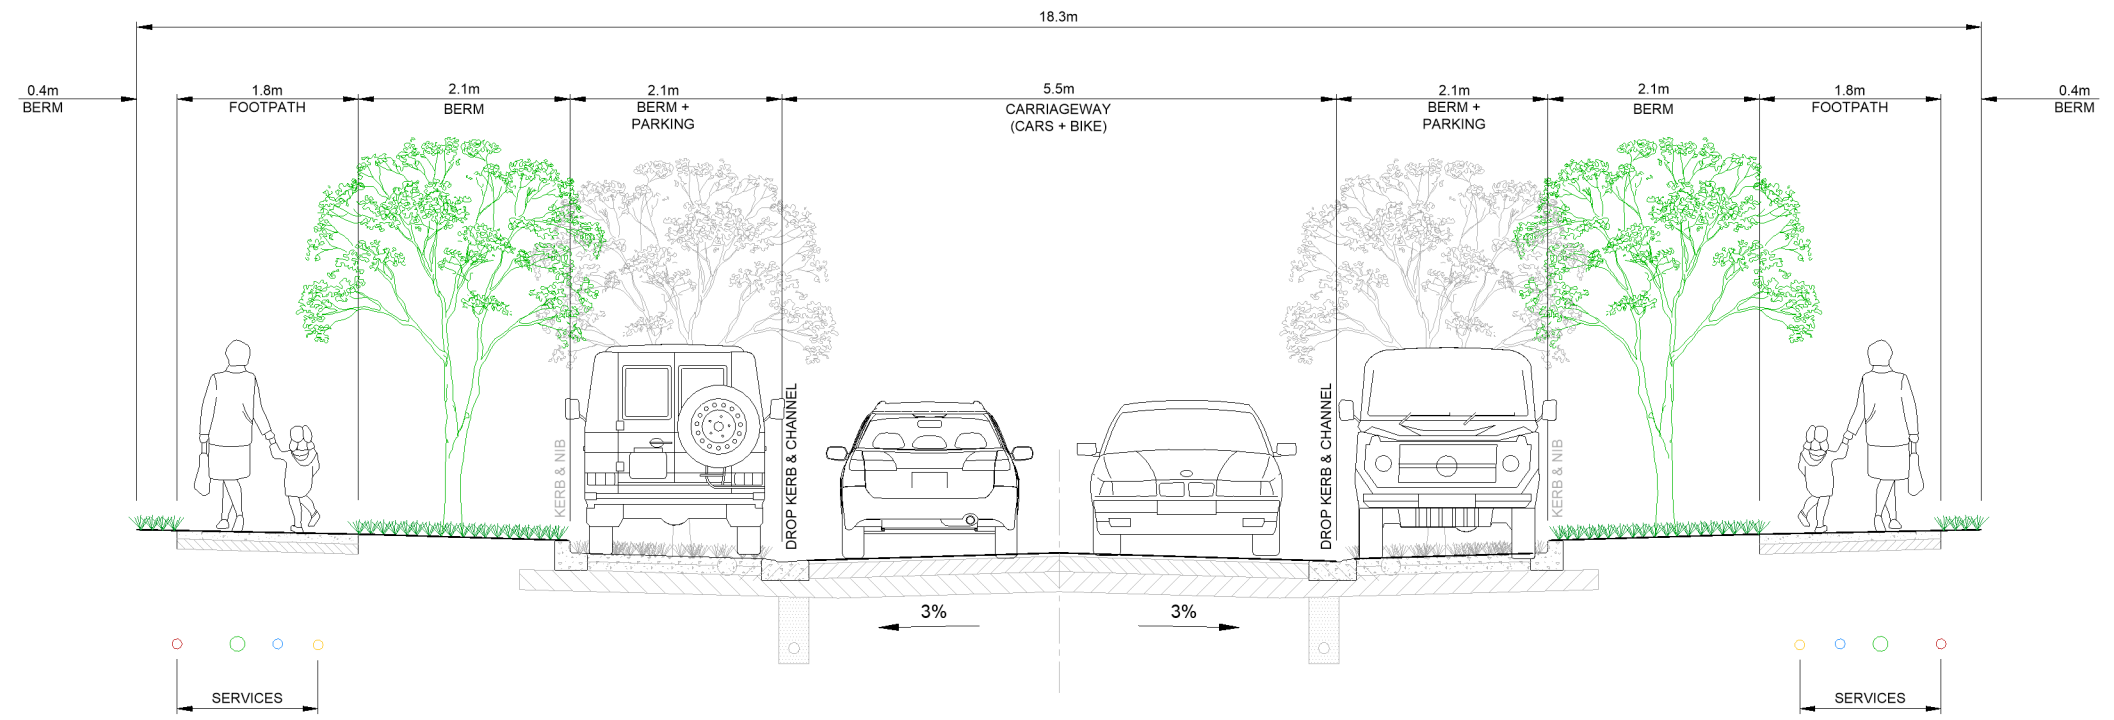 18.3m
0.4m
BERM
1.8m
FOOTPATH
2.1m
BERM
2.1m
BERM +
PARKING
5.5m
CARRIAGEWAY
(CARS + BIKE)
2.1m
BERM +
PARKING
2.1m
BERM
1.8m
FOOTPATH
0.4m
BERM
KERB & NIB
DROP KERB & CHANNEL
DROP KERB & CHANNEL
KERB & NIB
3%
3%
SERVICES
SERVICES